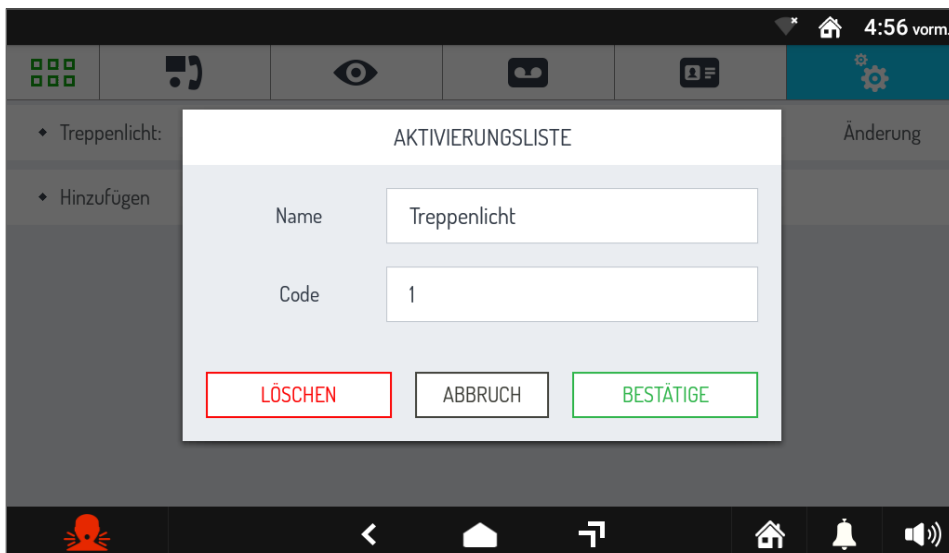 4:56 vorm.
Treppenlicht: Änderung
AKTIVIERUNGSLISTE
Hinzufügen
Name Treppenlicht
Code 1
LÖSCHEN ABBRUCH BESTÄTIGE